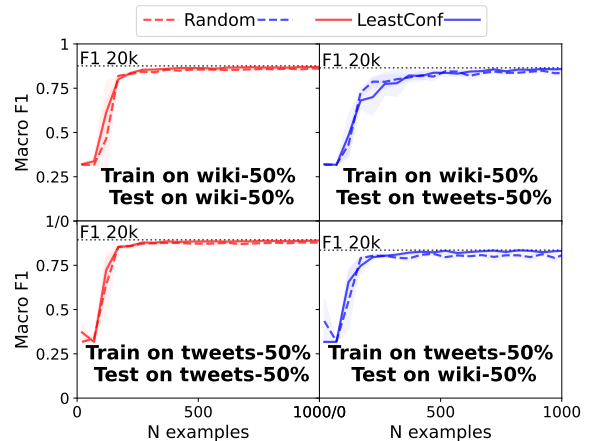 Random LeastConf
1
F1 20k F1 20k
0.75
Macro F1
0.5
0.25
Train on wiki-50% Train on wiki-50%
Test on wiki-50% Test on tweets-50%
1/0
F1 20k F1 20k
0.75
Macro F1
0.5
0.25
Train on tweets-50% Train on tweets-50%
Test on tweets-50% Test on wiki-50%
0
0 500 1000/0 500 1000
N examples N examples